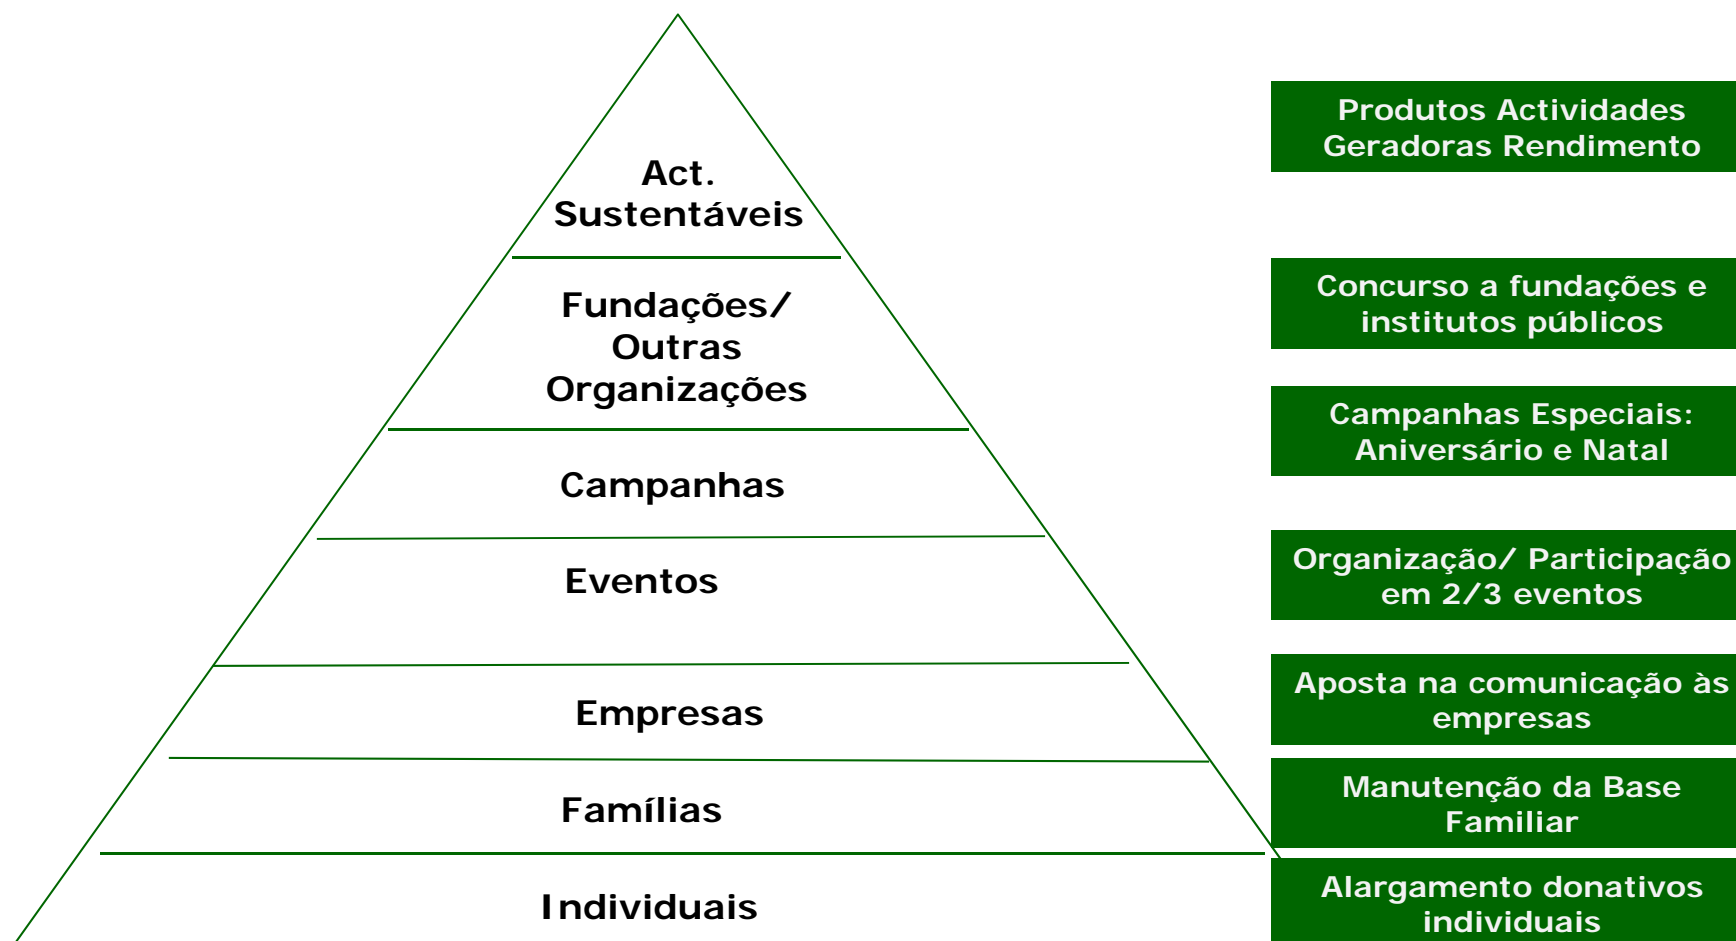 Produtos Actividades
Geradoras Rendimento
Act.
Sustentáveis
Concurso a fundações e
institutos públicos
Fundações/
Outras
Organizações
Campanhas Especiais:
Aniversário e Natal
Campanhas
Organização/ Participação
em 2/3 eventos
Eventos
Aposta na comunicação às
empresas
Empresas
Manutenção da Base
Familiar
Famílias
Alargamento donativos
individuais
Individuais